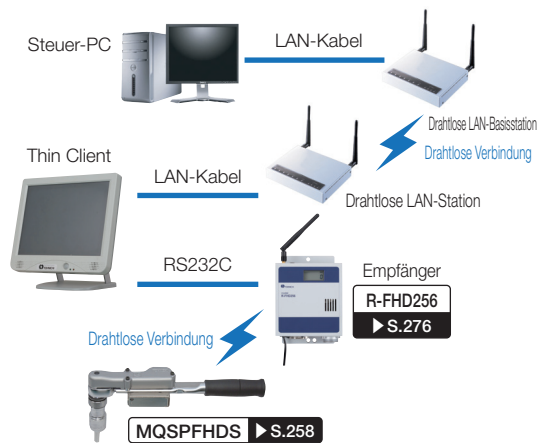 Steuer-PC
LAN-Kabel
Drahtlose LAN-Basisstation
Drahtlose Verbindung
Thin Client
LAN-Kabel
Drahtlose LAN-Station
RS232C
Empfänger
R-FHD256
▶S.276
Drahtlose Verbindung
MQSPFHDS ▶S.258